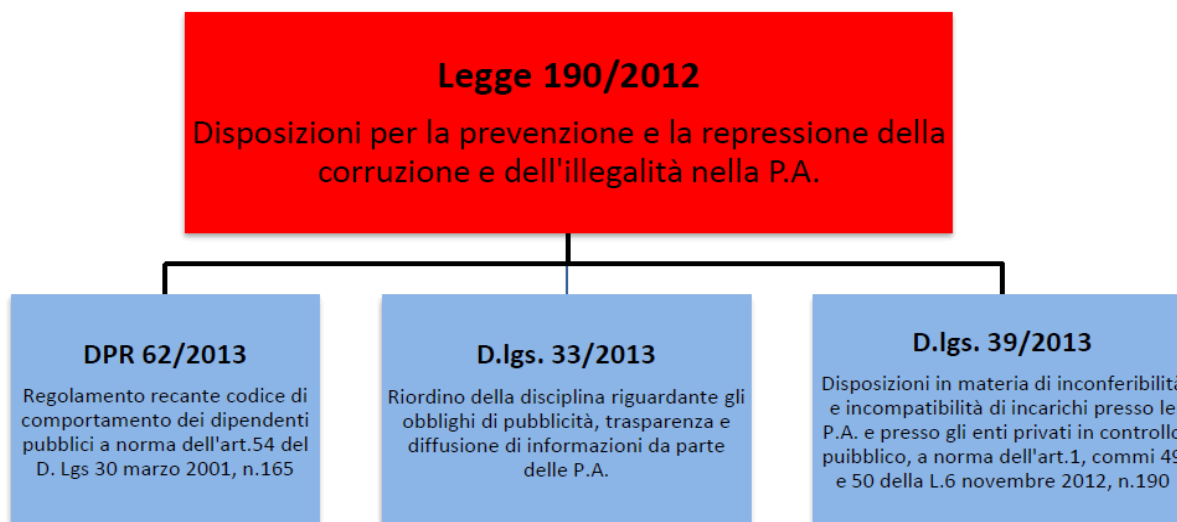 Legge 190/2012
Disposizioni per la prevenzione e la repressione della
corruzione e dell'illegalità nella P.A.
DPR 62/2013
Regolamento recante codice di
comportamento dei dipendenti
pubblici a norma dell'art.54 del
D. Lgs 30 marzo 2001, n.165
D.lgs. 33/2013
Riordino della disciplina riguardante gli
obblighi di pubblicità, trasparenza e
diffusione di informazioni da parte
delle P.A.
D.lgs. 39/2013
Disposizioni in materia di inconferibilità
e incompatibilità di incarichi presso le
P.A. e presso gli enti privati in controllo
puibblico, a norma dell'art.1, commi 49
e 50 della L.6 novembre 2012, n.190